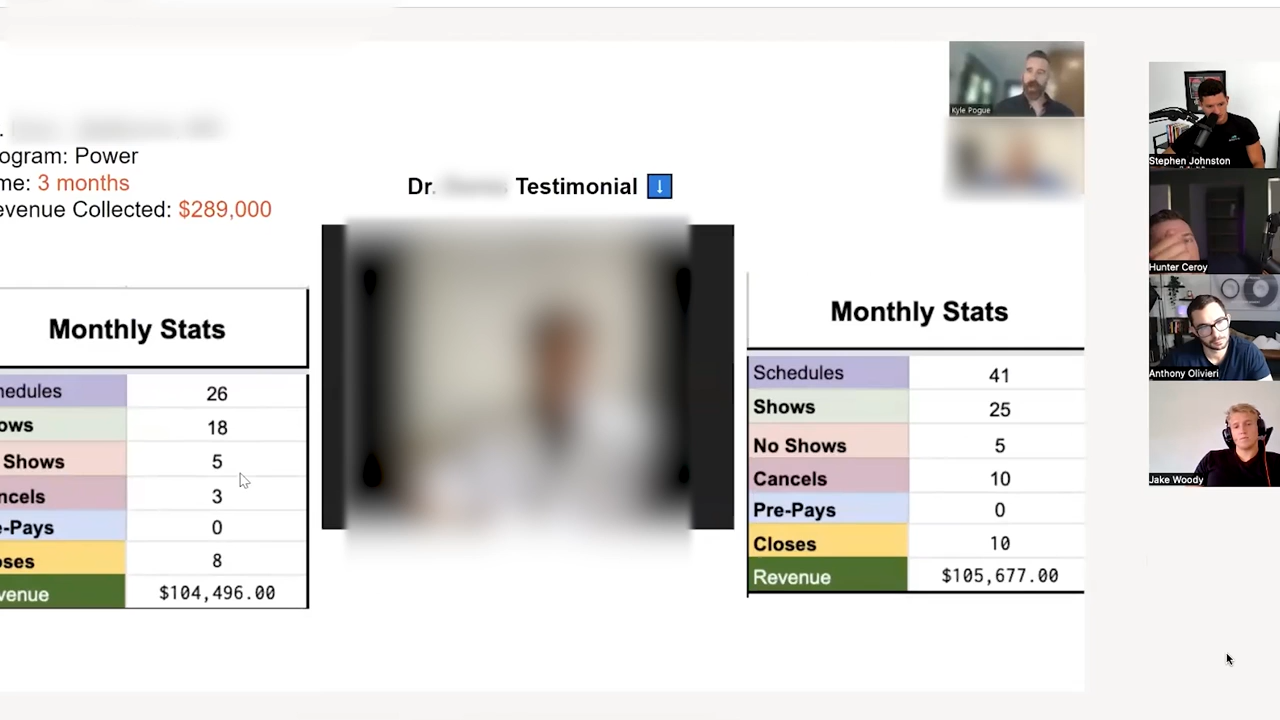 Kyle Pogue
.
ogram: Power
me: 3 months
evenue Collected: $289,000
Dr. Testimonial ↓
Monthly Stats
hedules 26
ows 18
Shows 5
ncels 3
e-Pays 0
oses 8
venue $104,496.00
Monthly Stats
Schedules 41
Shows 25
No Shows 5
Cancels 10
Pre-Pays 0
Closes 10
Revenue $105,677.00
Stephen Johnston
Hunter Ceroy
Anthony Olivieri
Jake Woody